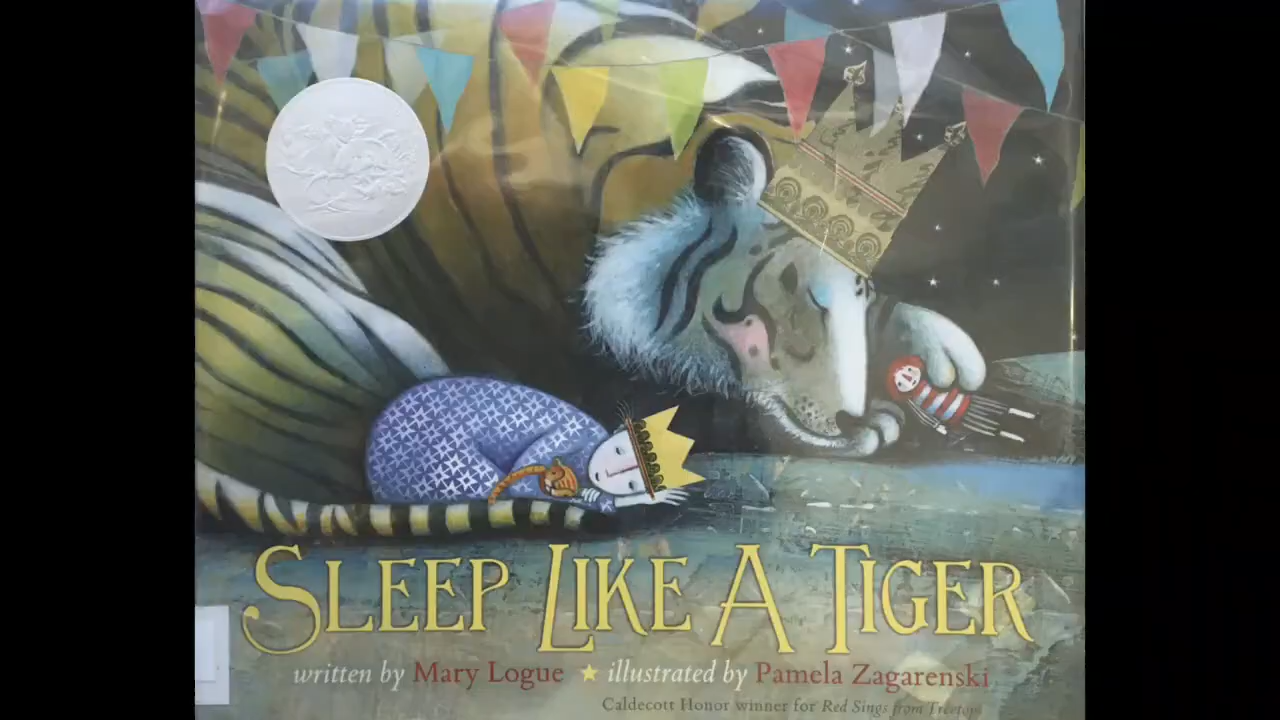 SLEEP LIKE A TIGER
written by Mary Logue ★ illustrated by Pamela Zagarenski
Caldecott Honor winner for Red Sings from Treetops